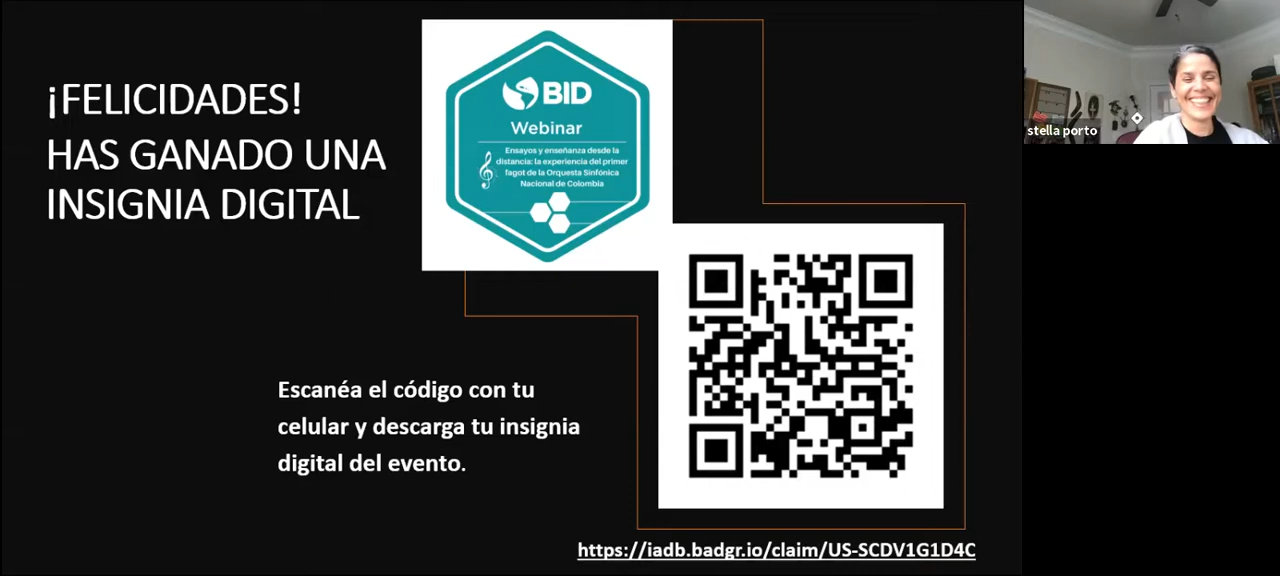 ¡FELICIDADES!
HAS GANADO UNA
INSIGNIA DIGITAL
BID
Webinar
Ensayos y enseñanza desde la
distancia: la experiencia del primer
fagot de la Orquesta Sinfónica
Nacional de Colombia
Escanéa el código con tu
celular y descarga tu insignia
digital del evento.
https://iadb.badgr.io/claim/US-SCDV1G1D4C
stella porto